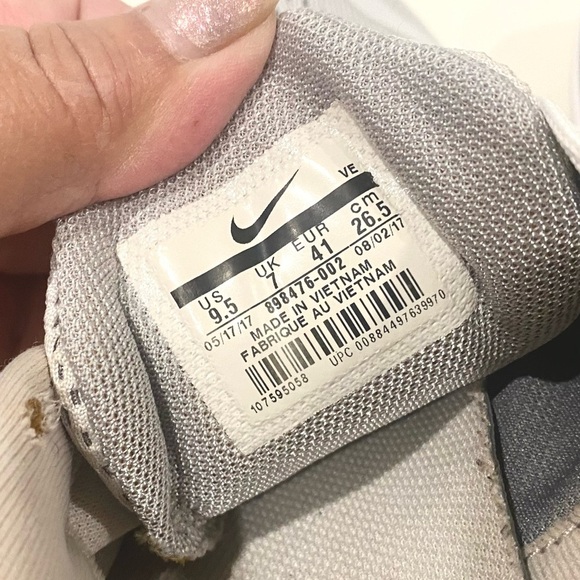 VE
US UK EUR cm
9.5 7 41 26.5
05/17/17 898476-002 08/02/17
MADE IN VIETNAM
FABRIQUE AU VIETNAM
107595058 UPC 00884497639970